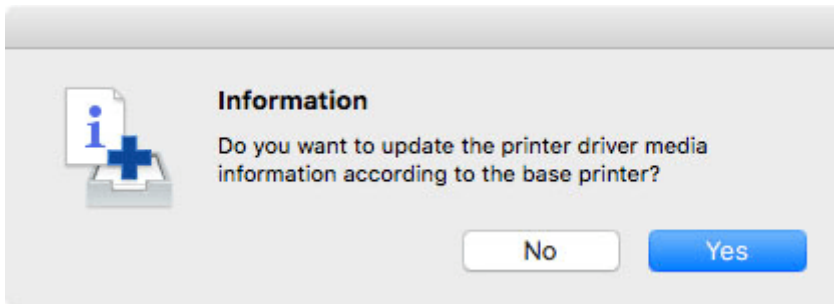 Information
Do you want to update the printer driver media
information according to the base printer?
No
Yes